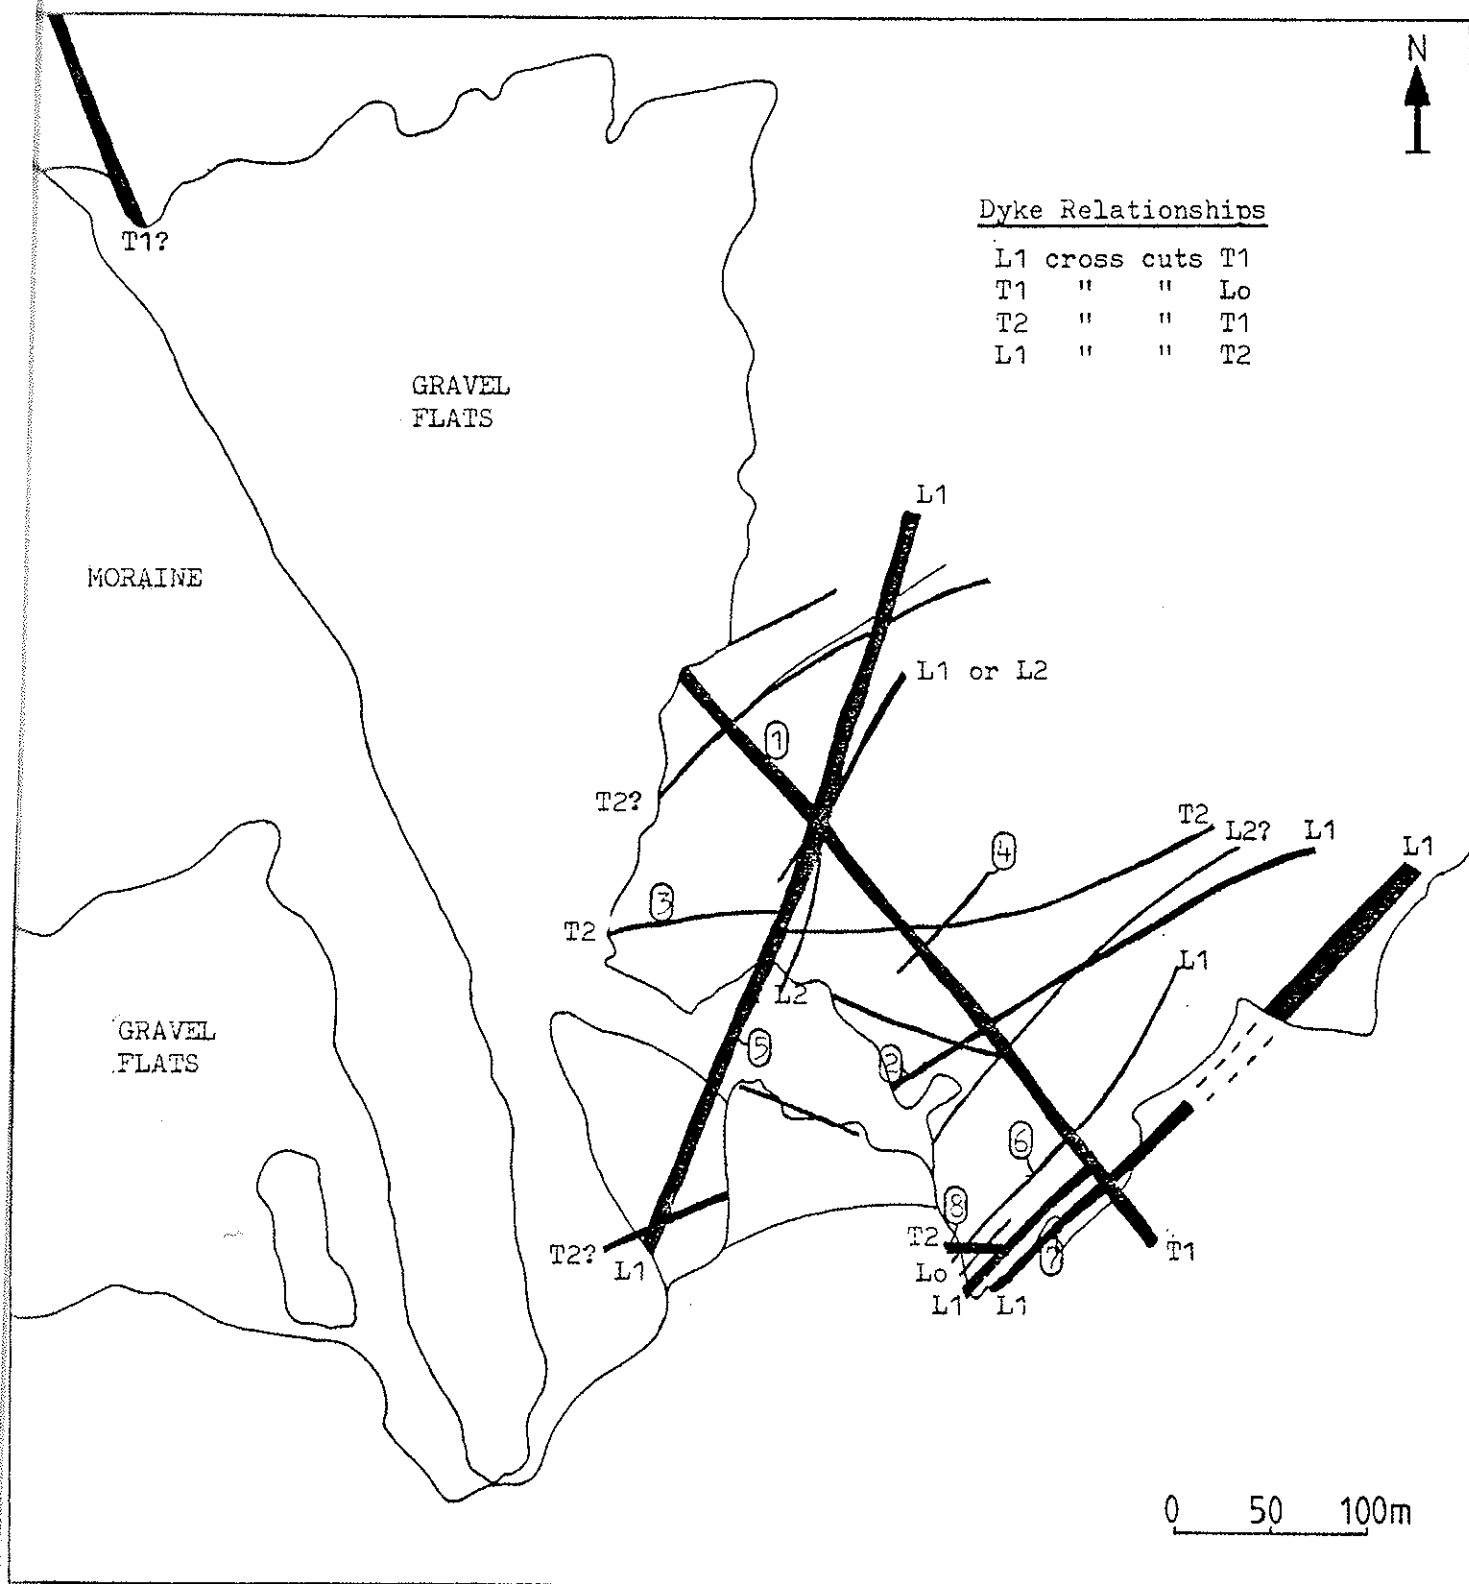 N
Dyke Relationships
L1 cross cuts T1
T1 " " Lo
T2 " " T1
L1 " " T2
T1?
GRAVEL
FLATS
MORAINE
L1
L1 or L2
1
T2?
T2
L2?
L1
L1
4
3
T2
L2
L1
GRAVEL
FLATS
5
2
6
8
T2
Lo
7
T1
T2?
L1
L1
L1
0 50 100m